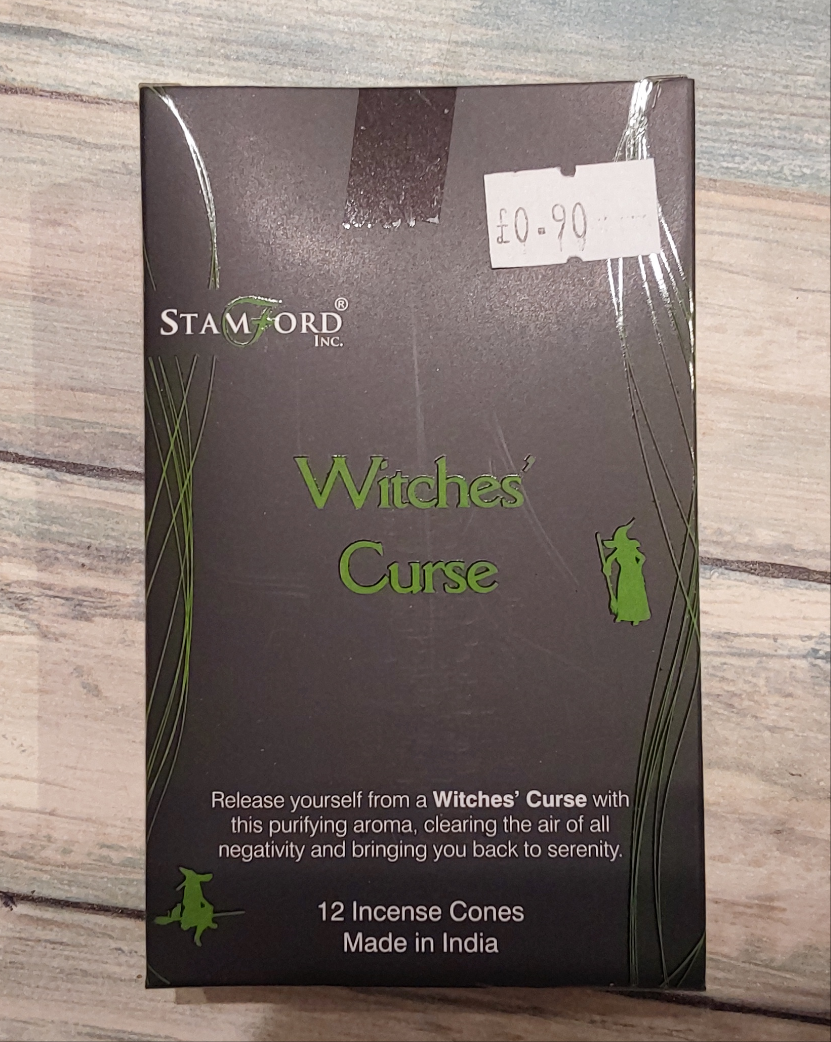 £0.90
STAMFORD®
INC.
Witches'
Curse
Release yourself from a Witches' Curse with
this purifying aroma, clearing the air of all
negativity and bringing you back to serenity.
12 Incense Cones
Made in India